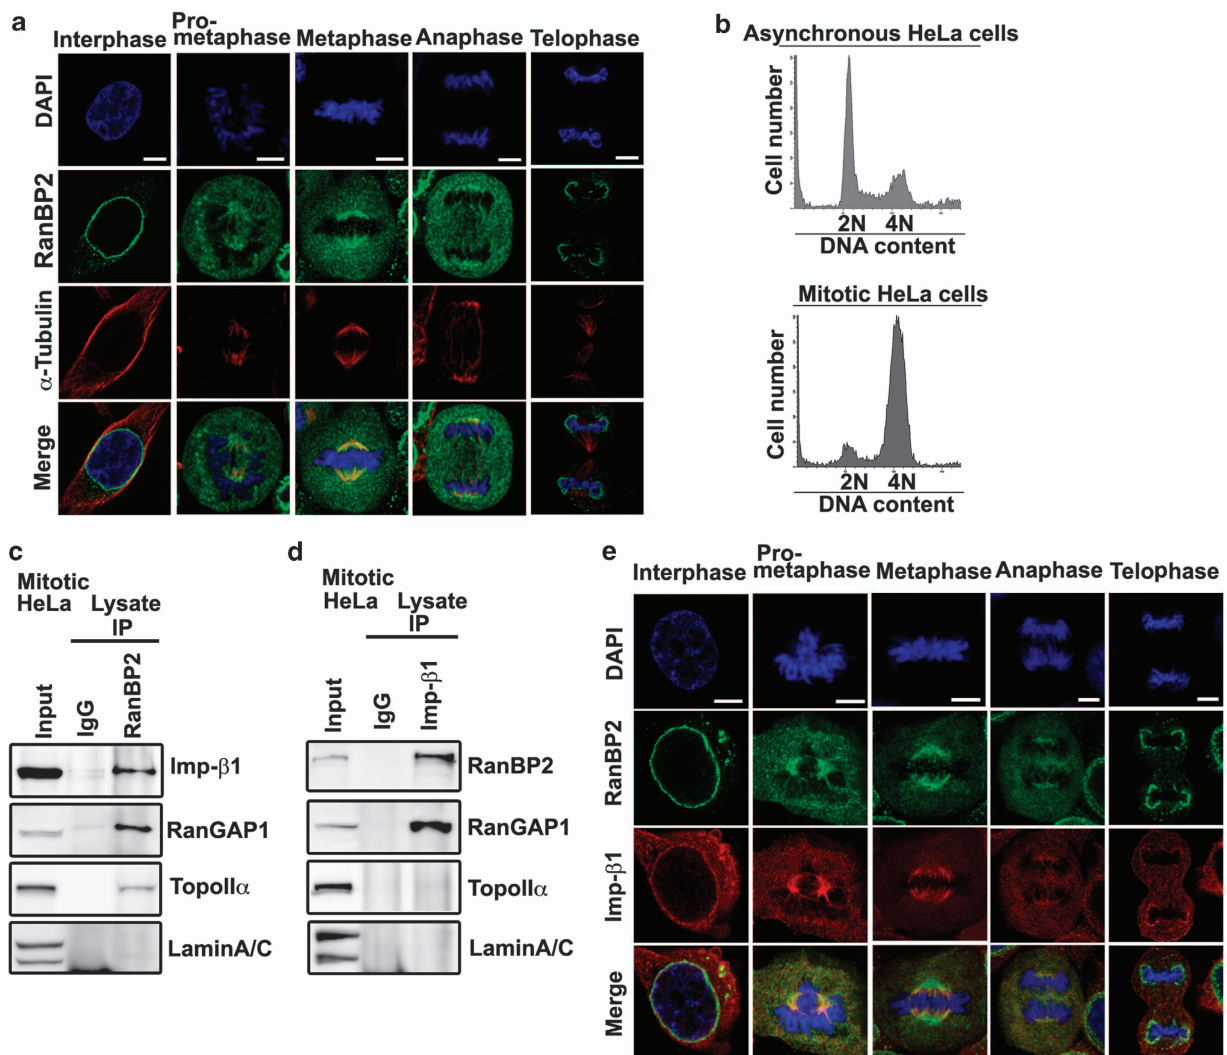 a
Interphase
Pro-
metaphase
Metaphase
Anaphase
Telophase
DAPI
RanBP2
α-Tubulin
Merge
b
Asynchronous HeLa cells
Cell number
2N 4N
DNA content
Mitotic HeLa cells
Cell number
2N 4N
DNA content
c
Mitotic
HeLa Lysate
IP
Input
IgG
RanBP2
Imp-β1
RanGAP1
TopoIIα
LaminA/C
d
Mitotic
HeLa Lysate
IP
Input
IgG
Imp-β1
RanBP2
RanGAP1
TopoIIα
LaminA/C
e
Interphase
Pro-
metaphase
Metaphase
Anaphase
Telophase
DAPI
RanBP2
Imp-β1
Merge